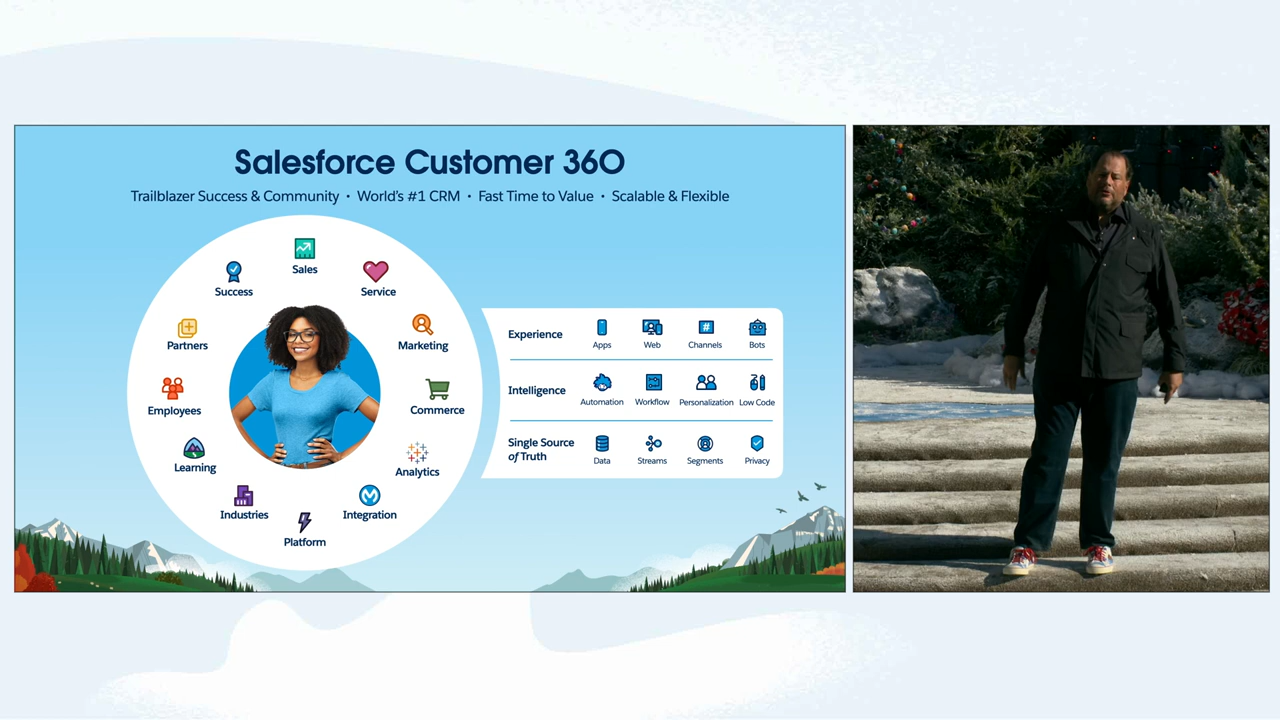 Salesforce Customer 360
Trailblazer Success & Community • World's #1 CRM • Fast Time to Value • Scalable & Flexible
Sales
Success
Service
Partners
Marketing
Employees
Commerce
Learning
Analytics
Industries
Integration
Platform
Experience
Apps
Web
#
Channels
Bots
Intelligence
Automation
Workflow
Personalization
Low Code
Single Source
of Truth
Data
Streams
Segments
Privacy